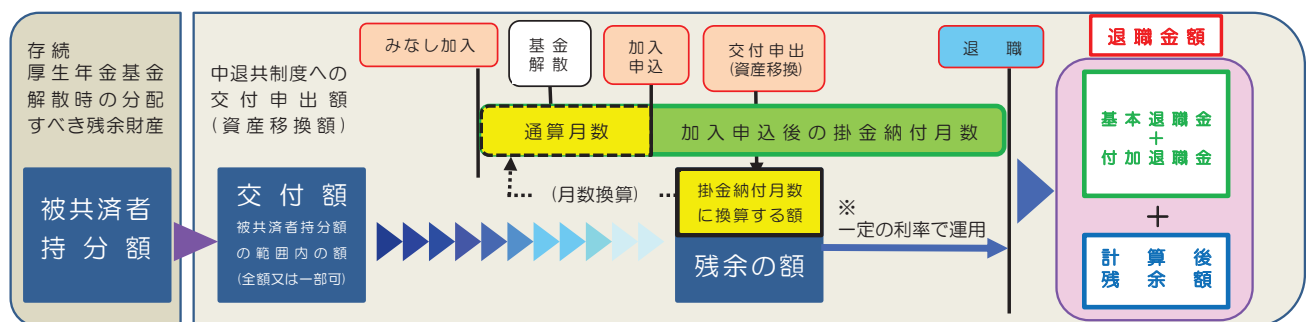 存続
厚生年金基金
解散時の分配
すべき残余財産
被共済者
持分額
中退共制度への
交付申出額
(資産移換額)
交付額
被共済者持分額
の範囲内の額
(全額又は一部可)
みなし加入
基金
解散
加入
申込
交付申出
(資産移換)
退職
通算月数
加入申込後の掛金納付月数
(月数換算)
掛金納付月数
に換算する額
残余の額
※
一定の利率で運用
退職金額
基本退職金
+
付加退職金
+
計算後
残余額